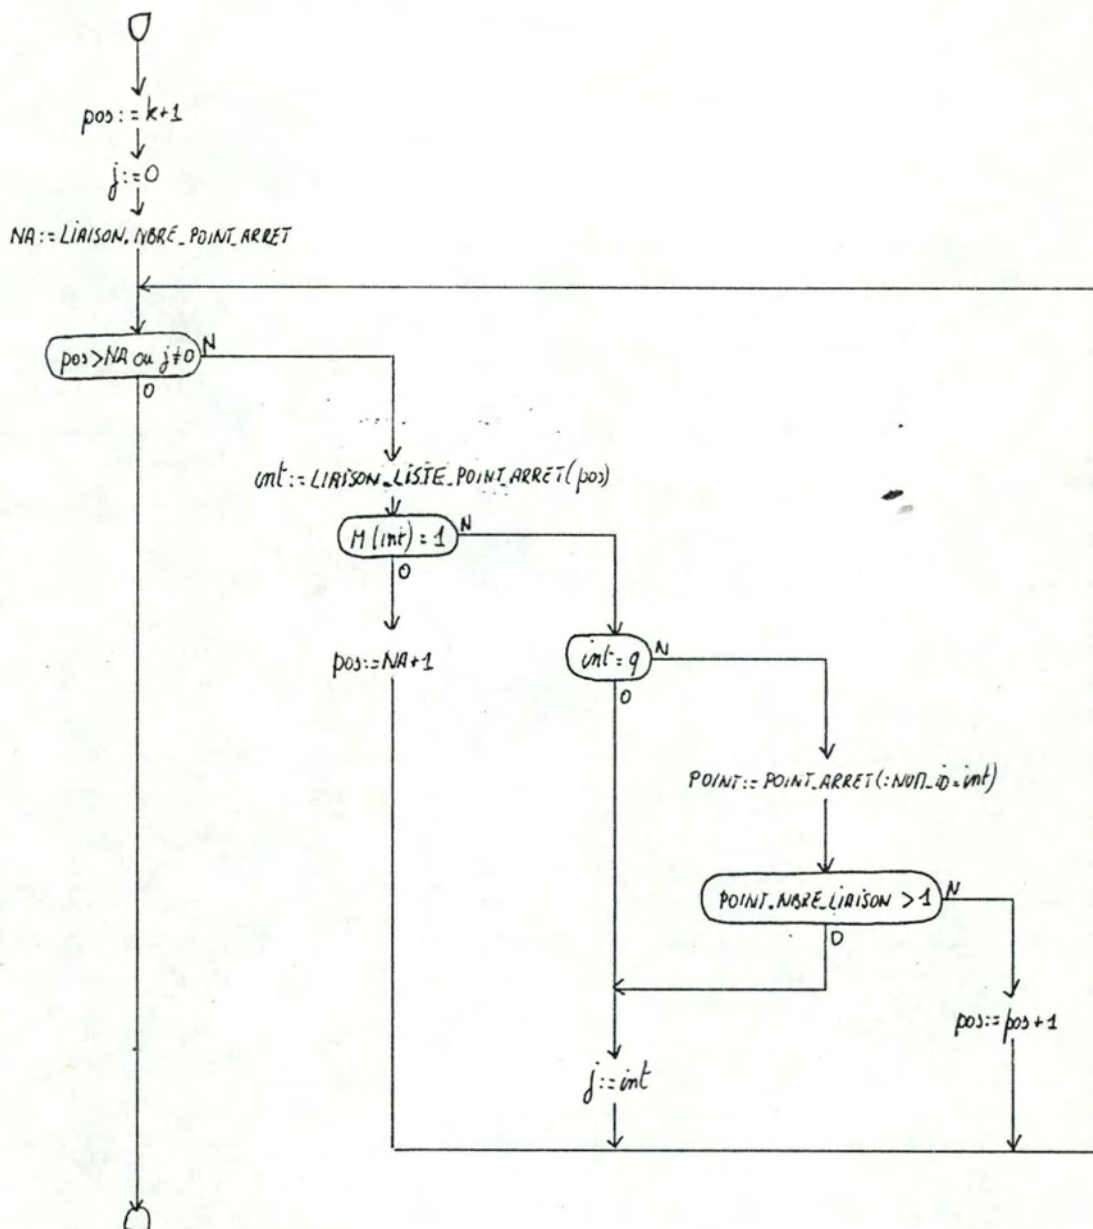 pos := k+1
j := 0
NA := LIAISON.NBRE_POINT_ARRET
pos > NA ou j ≠ 0
N
O
int := LIAISON_LISTE_POINT_ARRET(pos)
M(int) = 1
N
O
pos := NA+1
int = q
N
O
POINT := POINT_ARRET(:NUM_ID=int)
POINT.NBRE_LIAISON > 1
N
O
pos := pos+1
j := int